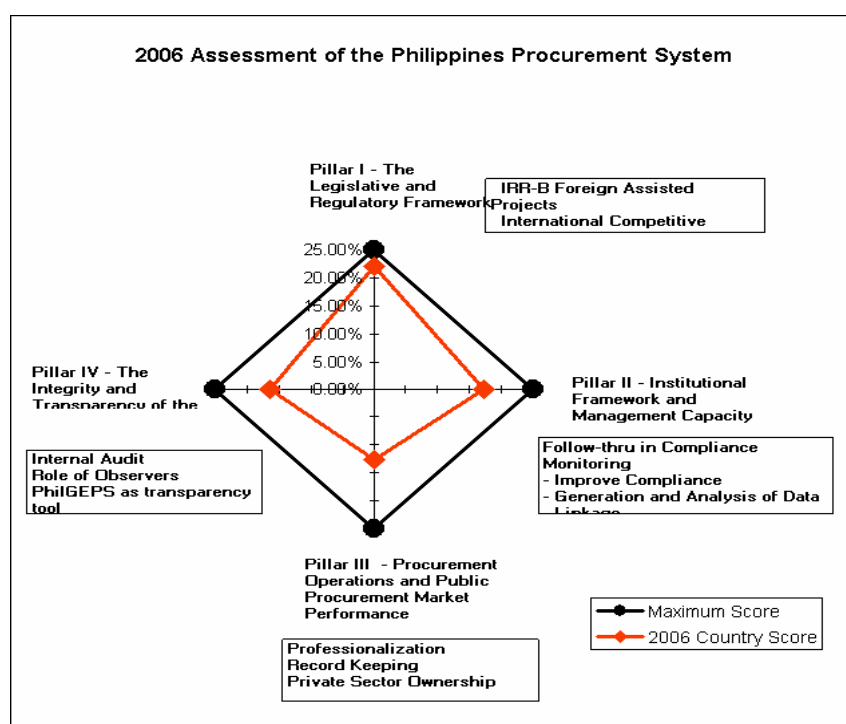 2006 Assessment of the Philippines Procurement System
Pillar I - The
Legislative and
Regulatory Framework
IRR-B Foreign Assisted
Projects
International Competitive
25.00%
20.00%
15.00%
10.00%
5.00%
0.00%
Pillar IV - The
Integrity and
Transparency of the
Pillar II - Institutional
Framework and
Management Capacity
Internal Audit
Role of Observers
PhilGEPS as transparency
tool
Follow-thru in Compliance
Monitoring
- Improve Compliance
- Generation and Analysis of Data
Linkage
Pillar III - Procurement
Operations and Public
Procurement Market
Performance
Maximum Score
2006 Country Score
Professionalization
Record Keeping
Private Sector Ownership